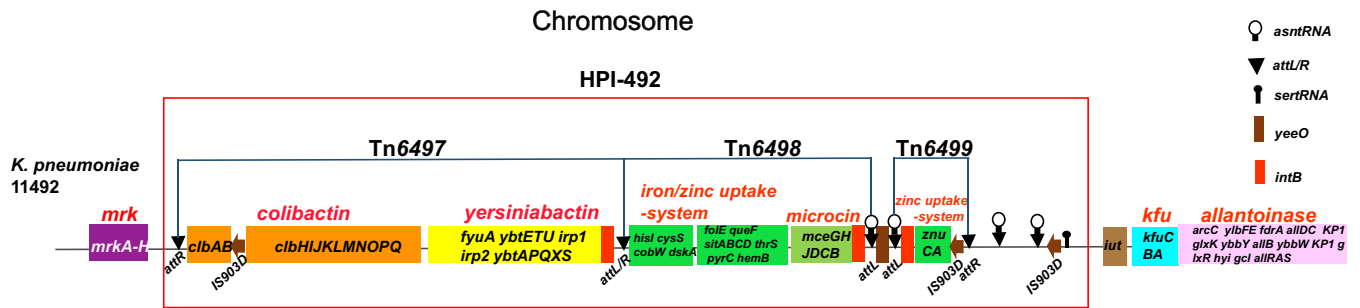 Chromosome
asntRNA
attL/R
sertRNA
yeeO
intB
HPI-492
Tn6497
Tn6498
Tn6499
K. pneumoniae
11492
mrk
colibactin
yersiniabactin
iron/zinc uptake
-system
microcin
zinc uptake
-system
kfu
allantoinase
mrkA-H
attR
clbAB
IS903D
clbHIJKLMNOPQ
fyuA ybtETU irp1
irp2 ybtAPQXS
attL/R
hisI cysS
cobW dskA
folE queF
sitABCD thrS
pyrC hemB
mceGH
JDCB
attL
attL
znu
CA
IS903D
attR
IS903D
iut
kfuC
BA
arcC ylbFE fdrA allDC KP1
glxK ybbY allB ybbW KP1 g
lxR hyi gcl allRAS